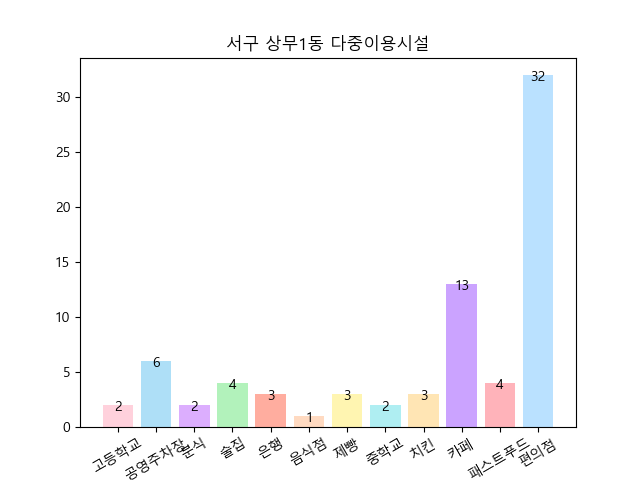 서구 상무1동 다중이용시설
30
25
20
15
10
5
0
2
6
2
4
3
1
3
2
3
13
4
32
고등학교
공영주차장
분식
술집
은행
음식점
제빵
중학교
치킨
카페
패스트푸드
편의점